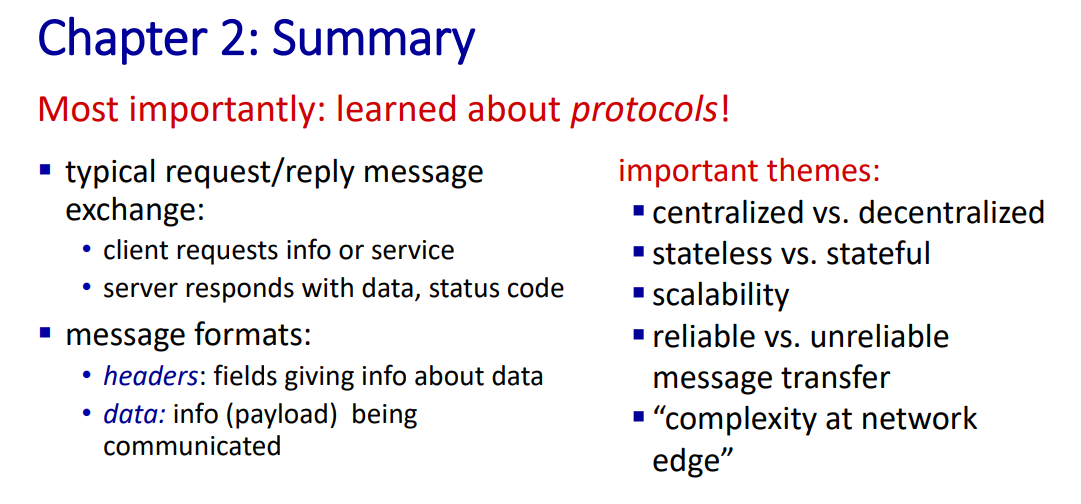 Chapter 2: Summary
Most importantly: learned about protocols!
▪ typical request/reply message
exchange:
• client requests info or service
• server responds with data, status code
▪ message formats:
• headers: fields giving info about data
• data: info (payload) being
communicated
important themes:
▪ centralized vs. decentralized
▪ stateless vs. stateful
▪ scalability
▪ reliable vs. unreliable
message transfer
▪ “complexity at network
edge”